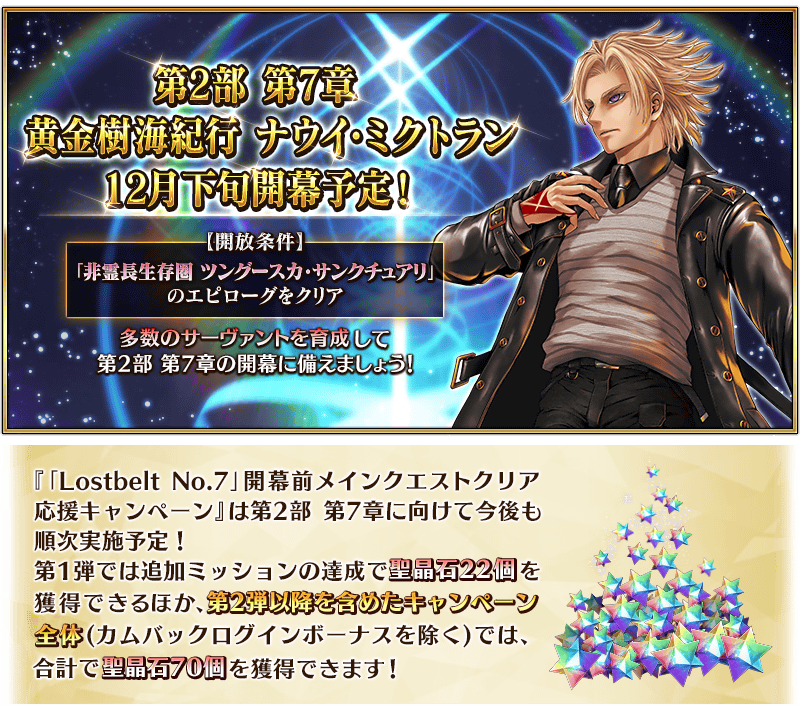 第2部 第7章
黄金樹海紀行 ナウイ・ミクトラン
12月下旬開幕予定！
【開放条件】
「非霊長生存圏 ツングースカ・サンクチュアリ」
のエピローグをクリア
多数のサーヴァントを育成して
第2部 第7章の開幕に備えましょう！
『「Lostbelt No.7」開幕前メインクエストクリア
応援キャンペーン』は第2部 第7章に向けて今後も
順次実施予定！
第1弾では追加ミッションの達成で聖晶石22個を
獲得できるほか、第2弾以降を含めたキャンペーン
全体(カムバックログインボーナスを除く)では、
合計で聖晶石70個を獲得できます！